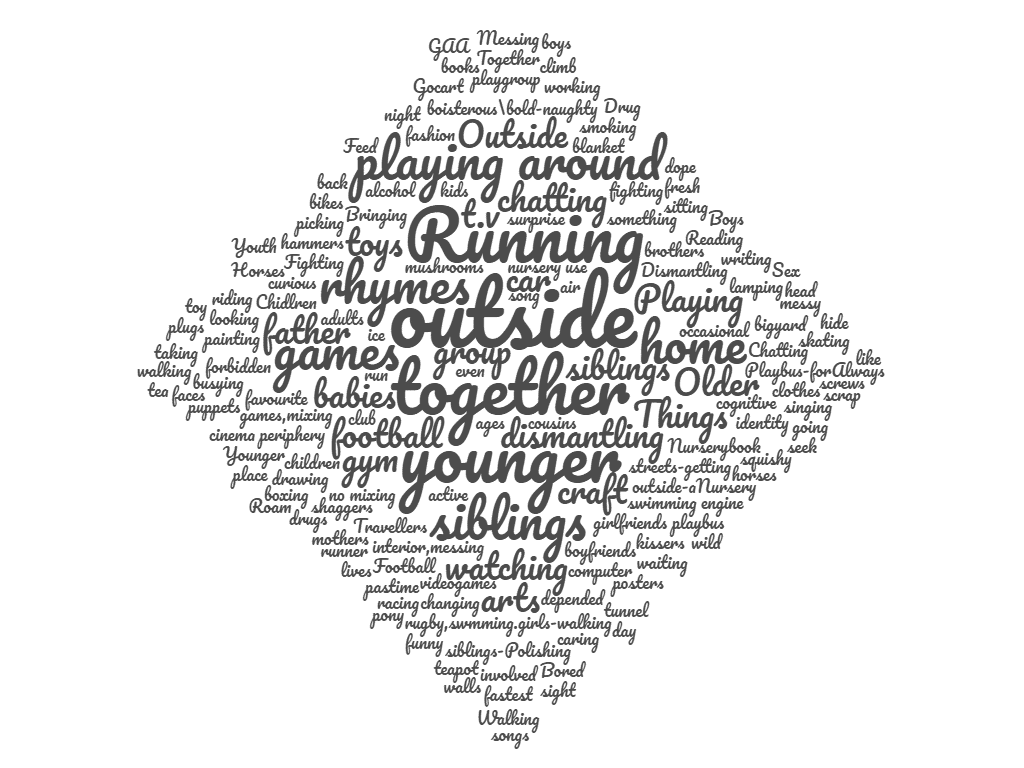 GAA Messing boys
books Together climb
Gocart playgroup working
night boisterous\bold-naughty Drug
fashion Outside smoking
Feed blanket
playing around dope
back alcohol kids chatting fighting fresh
bikes t.v sitting
picking Bringing surprise something Boys
Youth hammers toys Running brothers Reading
writing
Horses Fighting mushrooms nursery use Dismantling Sex
curious rhymes car air lamping head
toy riding Chidlren song Playing messy
plugs looking adults outside occasional bigyard hide
painting father ice skating
taking games group home Chatting like
walking forbidden even siblings Playbus-for Always
tea faces busying run together Older clothes screws
puppets favourite babies cognitive scrap
games,mixing club ages cousins Things identity singing
cinema periphery football dismantling going
Younger children gym younger Nurserybook seek
place drawing streets-getting squishy
horses
boxing no mixing active craft outside-a Nursery
Roam shaggers swimming engine
drugs Travellers siblings girlfriends playbus
mothers interior,messing kissers wild
runner boyfriends
lives Football watching computer waiting
pastime videogames posters
racing changing arts depended tunnel
pony rugby,swmming.girls-walking day
funny siblings-Polishing caring
teapot involved Bored
walls fastest sight
Walking
songs